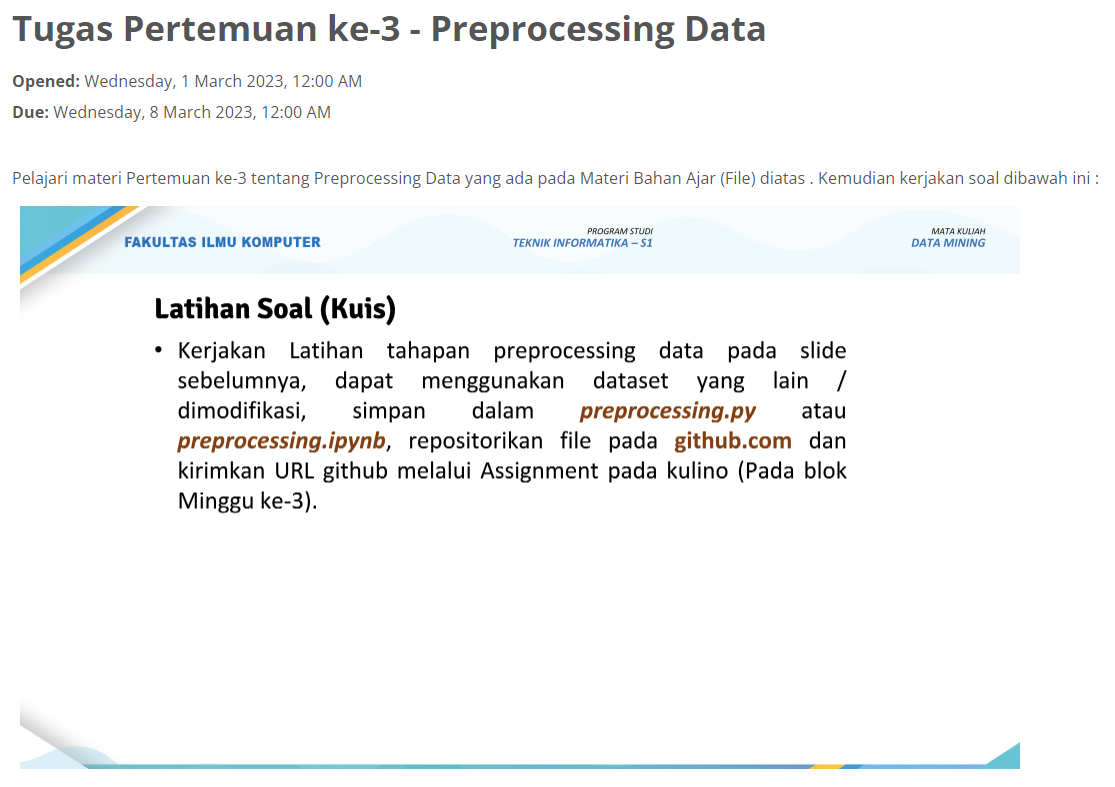 Tugas Pertemuan ke-3 - Preprocessing Data
Opened: Wednesday, 1 March 2023, 12:00 AM
Due: Wednesday, 8 March 2023, 12:00 AM
Pelajari materi Pertemuan ke-3 tentang Preprocessing Data yang ada pada Materi Bahan Ajar (File) diatas . Kemudian kerjakan soal dibawah ini :
FAKULTAS ILMU KOMPUTER
PROGRAM STUDI
TEKNIK INFORMATIKA – S1
MATA KULIAH
DATA MINING
Latihan Soal (Kuis)
• Kerjakan Latihan tahapan preprocessing data pada slide
sebelumnya, dapat menggunakan dataset yang lain /
dimodifikasi, simpan dalam preprocessing.py atau
preprocessing.ipynb, repositorikan file pada github.com dan
kirimkan URL github melalui Assignment pada kulino (Pada blok
Minggu ke-3).